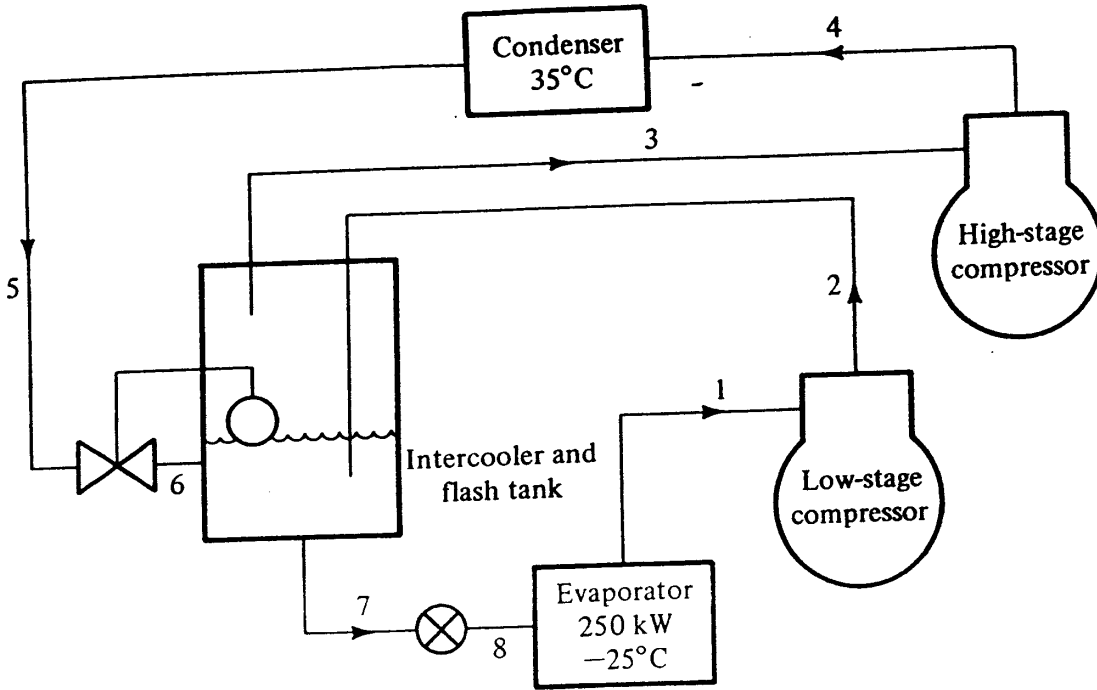 4
Condenser
35°C
3
High-stage
compressor
5
2
1
Intercooler and
flash tank
6
Low-stage
compressor
7
Evaporator
250 kW
−25°C
8